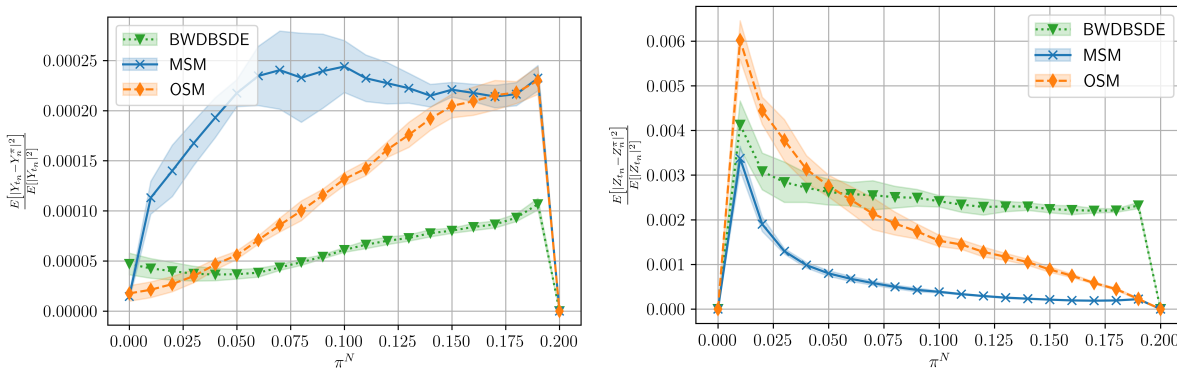 BWDBSDE
MSM
OSM
0.00025
0.00020
0.00015
0.00010
0.00005
0.00000
E[|Y_{t_n} − Y_n^π|^2] / E[|Y_{t_n}|^2]
0.000 0.025 0.050 0.075 0.100 0.125 0.150 0.175 0.200
π^N
BWDBSDE
MSM
OSM
0.006
0.005
0.004
0.003
0.002
0.001
0.000
E[|Z_{t_n} − Z_n^π|^2] / E[|Z_{t_n}|^2]
0.000 0.025 0.050 0.075 0.100 0.125 0.150 0.175 0.200
π^N